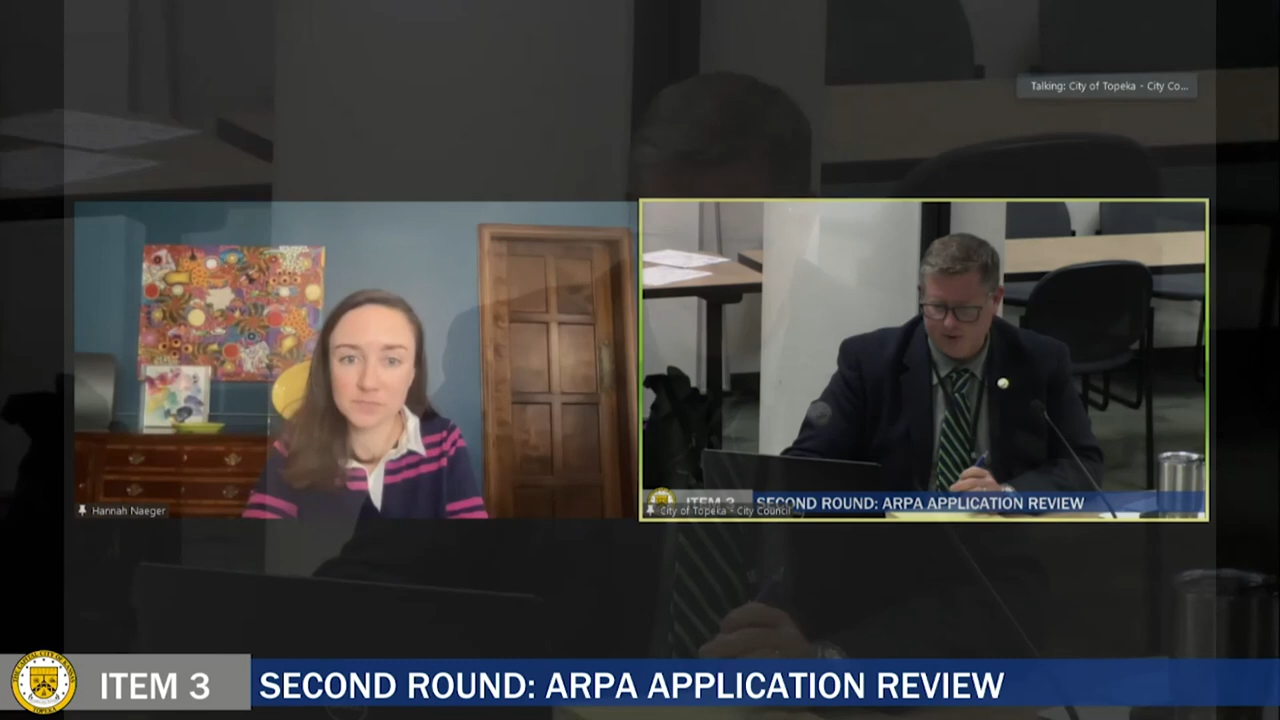 Talking: City of Topeka - City Co...
Hannah Naeger
ITEM 3
SECOND ROUND: ARPA APPLICATION REVIEW
City of Topeka - City Council
ITEM 3
SECOND ROUND: ARPA APPLICATION REVIEW